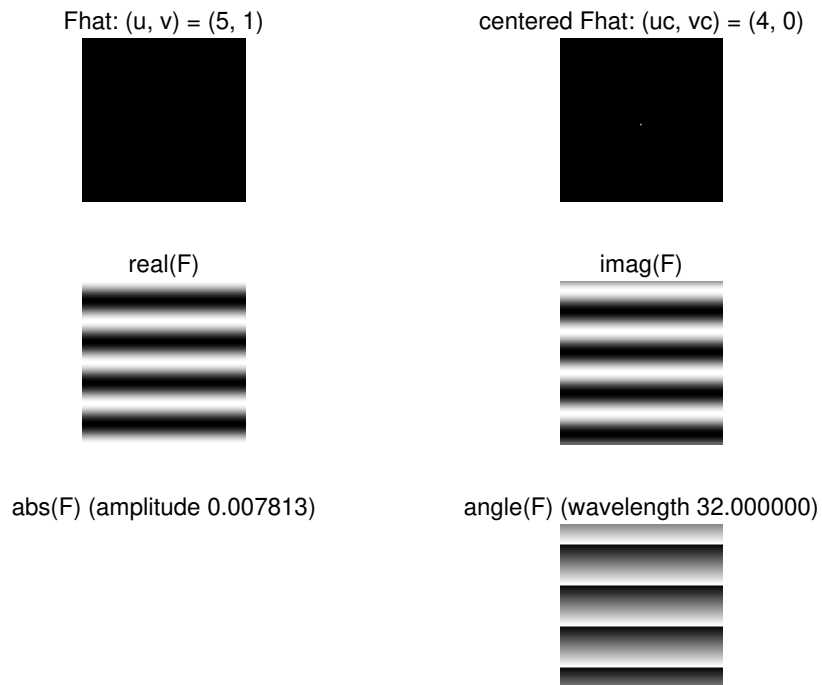 Fhat: (u, v) = (5, 1)
centered Fhat: (uc, vc) = (4, 0)
real(F)
imag(F)
abs(F) (amplitude 0.007813)
angle(F) (wavelength 32.000000)